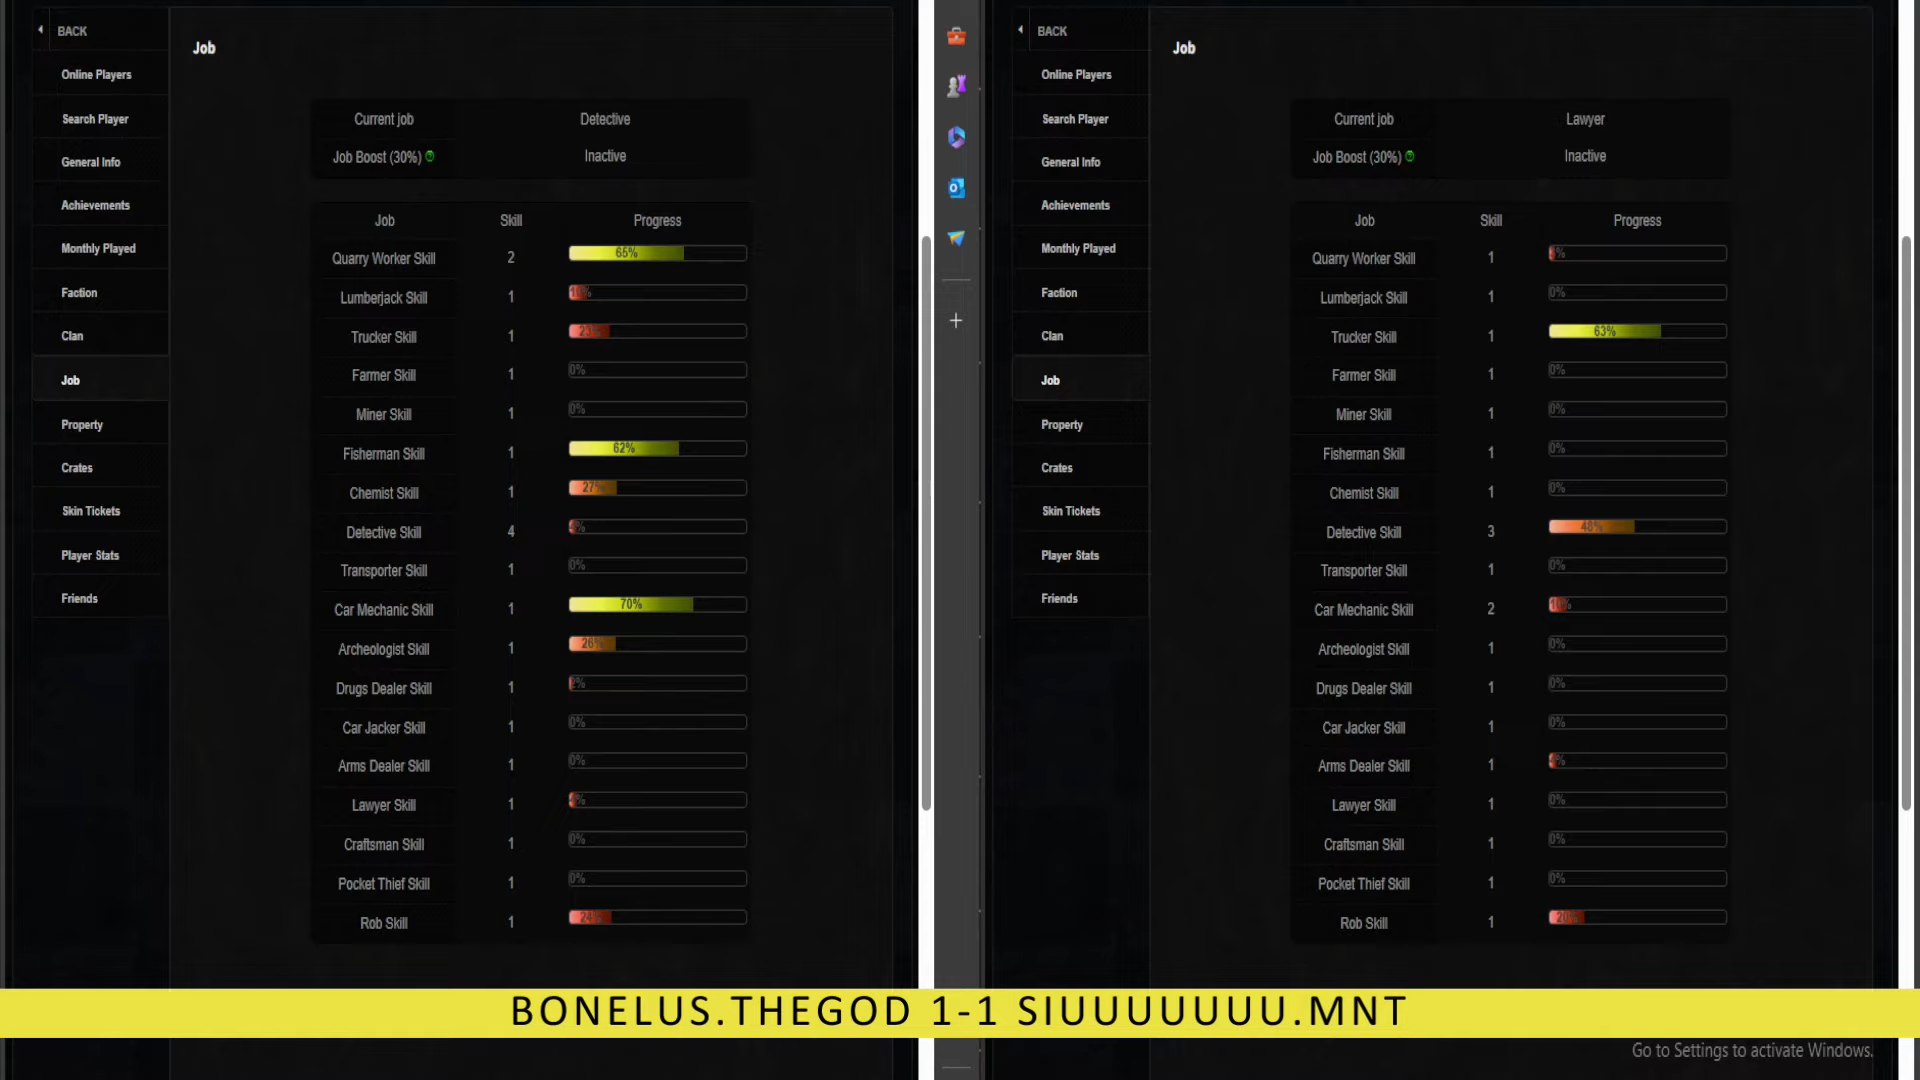 BACK
Online Players
Search Player
General Info
Achievements
Monthly Played
Faction
Clan
Job
Property
Crates
Skin Tickets
Player Stats
Friends
Job
Current job Detective
Job Boost (30%) Inactive
Job Skill Progress
Quarry Worker Skill 2 65%
Lumberjack Skill 1 10%
Trucker Skill 1 23%
Farmer Skill 1 0%
Miner Skill 1 0%
Fisherman Skill 1 62%
Chemist Skill 1 27%
Detective Skill 4
Transporter Skill 1 0%
Car Mechanic Skill 1 70%
Archeologist Skill 1 26%
Drugs Dealer Skill 1
Car Jacker Skill 1 0%
Arms Dealer Skill 1 0%
Lawyer Skill 1
Craftsman Skill 1 0%
Pocket Thief Skill 1 0%
Rob Skill 1 24%
BACK
Online Players
Search Player
General Info
Achievements
Monthly Played
Faction
Clan
Job
Property
Crates
Skin Tickets
Player Stats
Friends
Job
Current job Lawyer
Job Boost (30%) Inactive
Job Skill Progress
Quarry Worker Skill 1
Lumberjack Skill 1 0%
Trucker Skill 1 63%
Farmer Skill 1 0%
Miner Skill 1 0%
Fisherman Skill 1 0%
Chemist Skill 1 0%
Detective Skill 3 48%
Transporter Skill 1 0%
Car Mechanic Skill 2 10%
Archeologist Skill 1 0%
Drugs Dealer Skill 1 0%
Car Jacker Skill 1 0%
Arms Dealer Skill 1
Lawyer Skill 1 0%
Craftsman Skill 1 0%
Pocket Thief Skill 1 0%
Rob Skill 1 20%
BONELUS.THEGOD 1-1 SIUUUUUUU.MNT
Go to Settings to activate Windows.